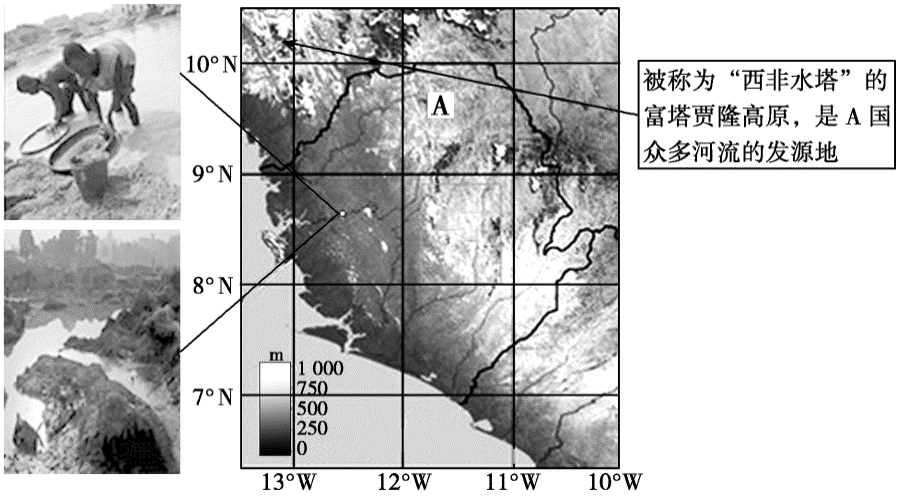 10°N
9°N
8°N
7°N
A
被称为“西非水塔”的
富塔贾隆高原，是 A 国
众多河流的发源地
m
1 000
750
500
250
0
13°W
12°W
11°W
10°W